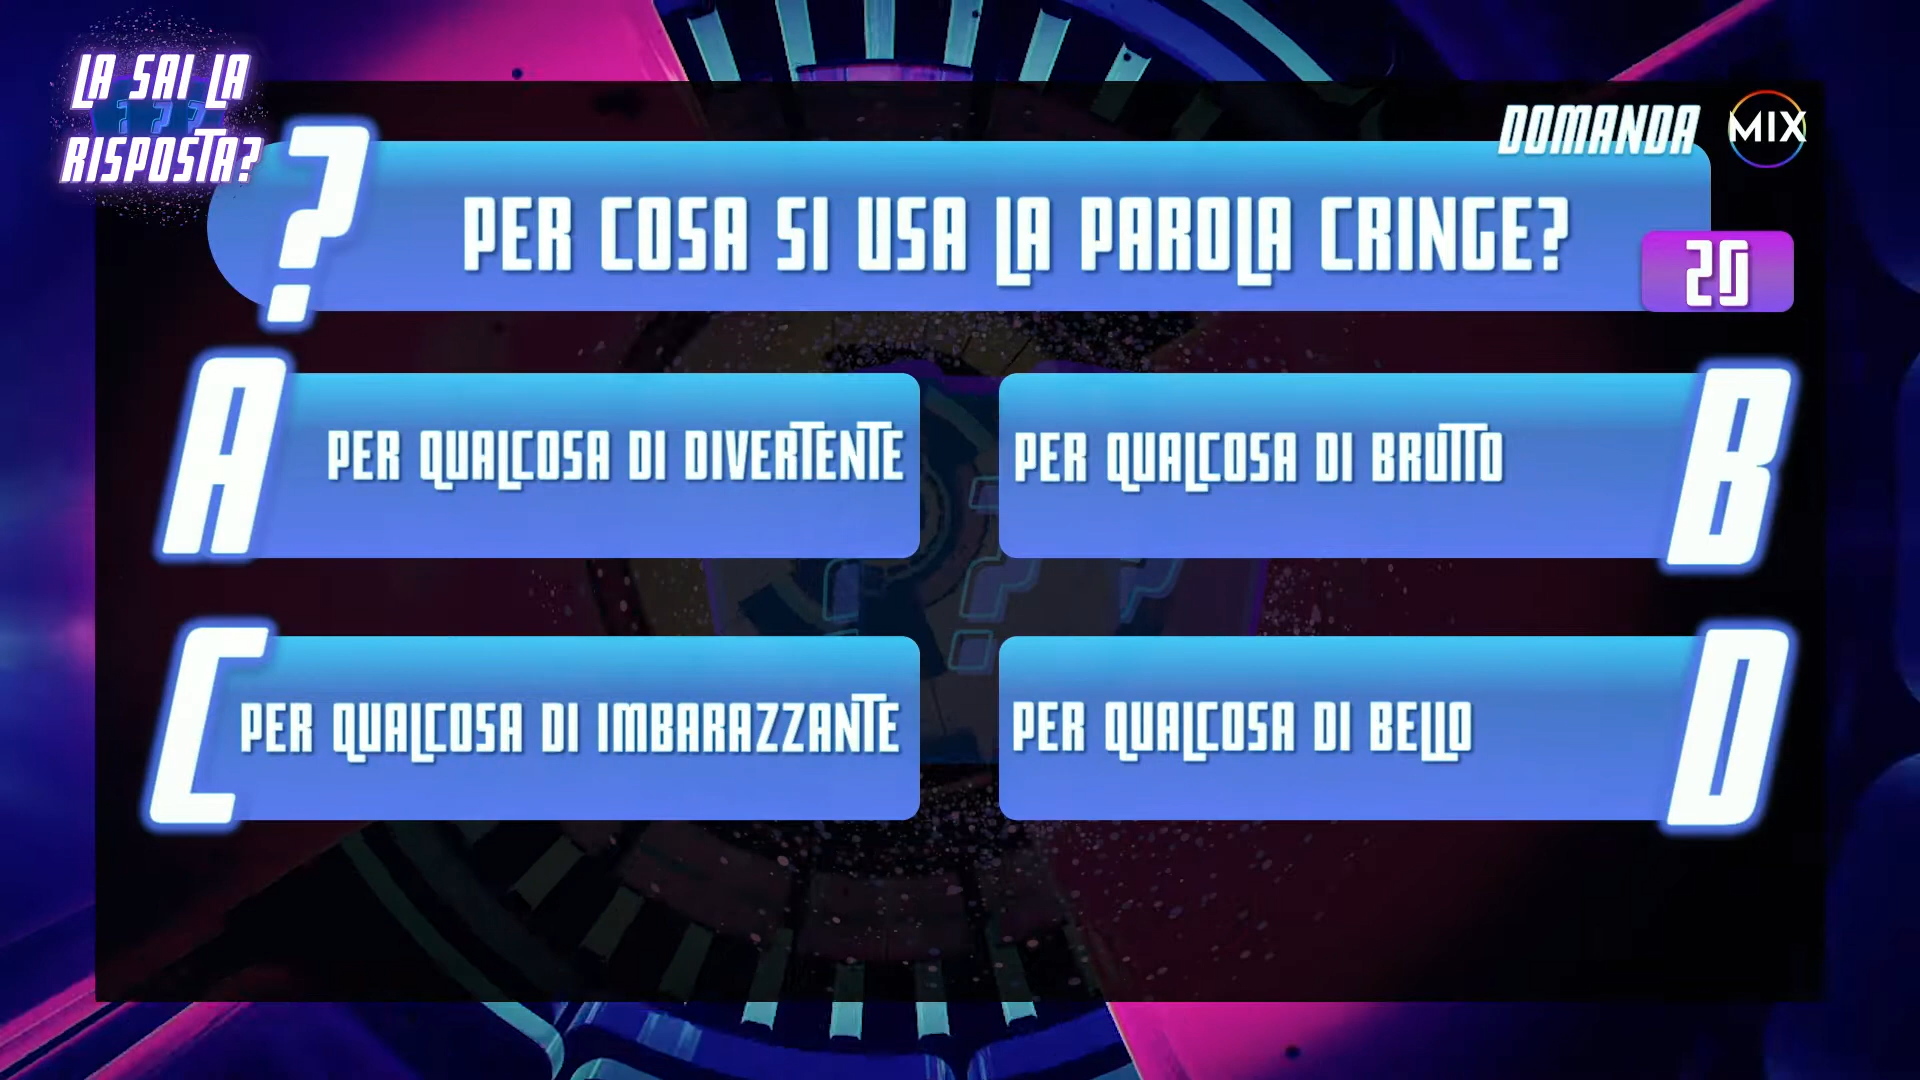 LA SAI LA
? ? ?
RISPOSTA?
DOMANDA
MIX
?
PER COSA SI USA LA PAROLA CRINGE?
20
A
PER QUALCOSA DI DIVERTENTE
PER QUALCOSA DI BRUTTO
B
C
PER QUALCOSA DI IMBARAZZANTE
PER QUALCOSA DI BELLO
D